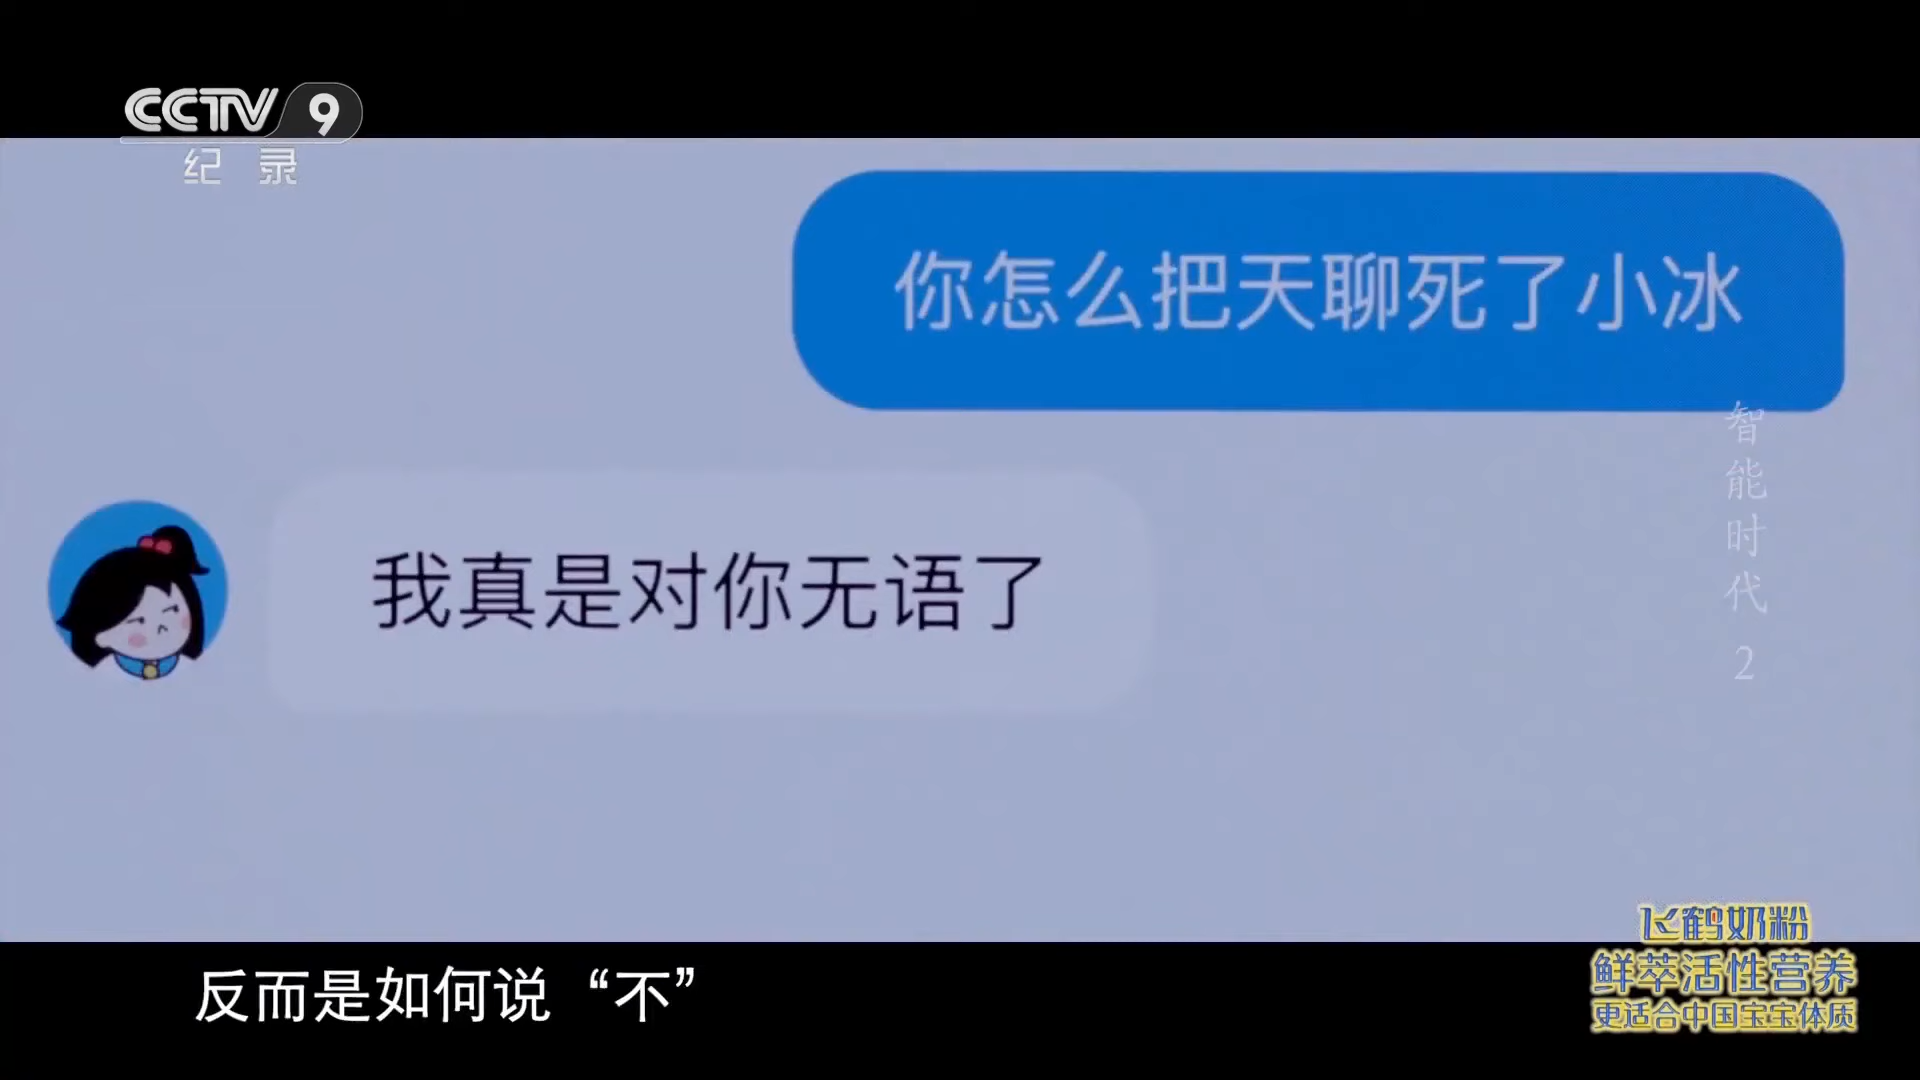 CCTV 9
纪 录
你怎么把天聊死了小冰
我真是对你无语了
智能时代 2
飞鹤奶粉
鲜萃活性营养
更适合中国宝宝体质
反而是如何说“不”